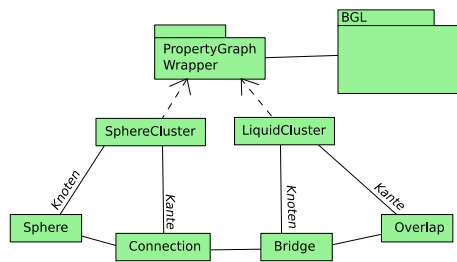 BGL
PropertyGraph
Wrapper
SphereCluster
LiquidCluster
Knoten
Kante
Knoten
Kante
Sphere
Connection
Bridge
Overlap